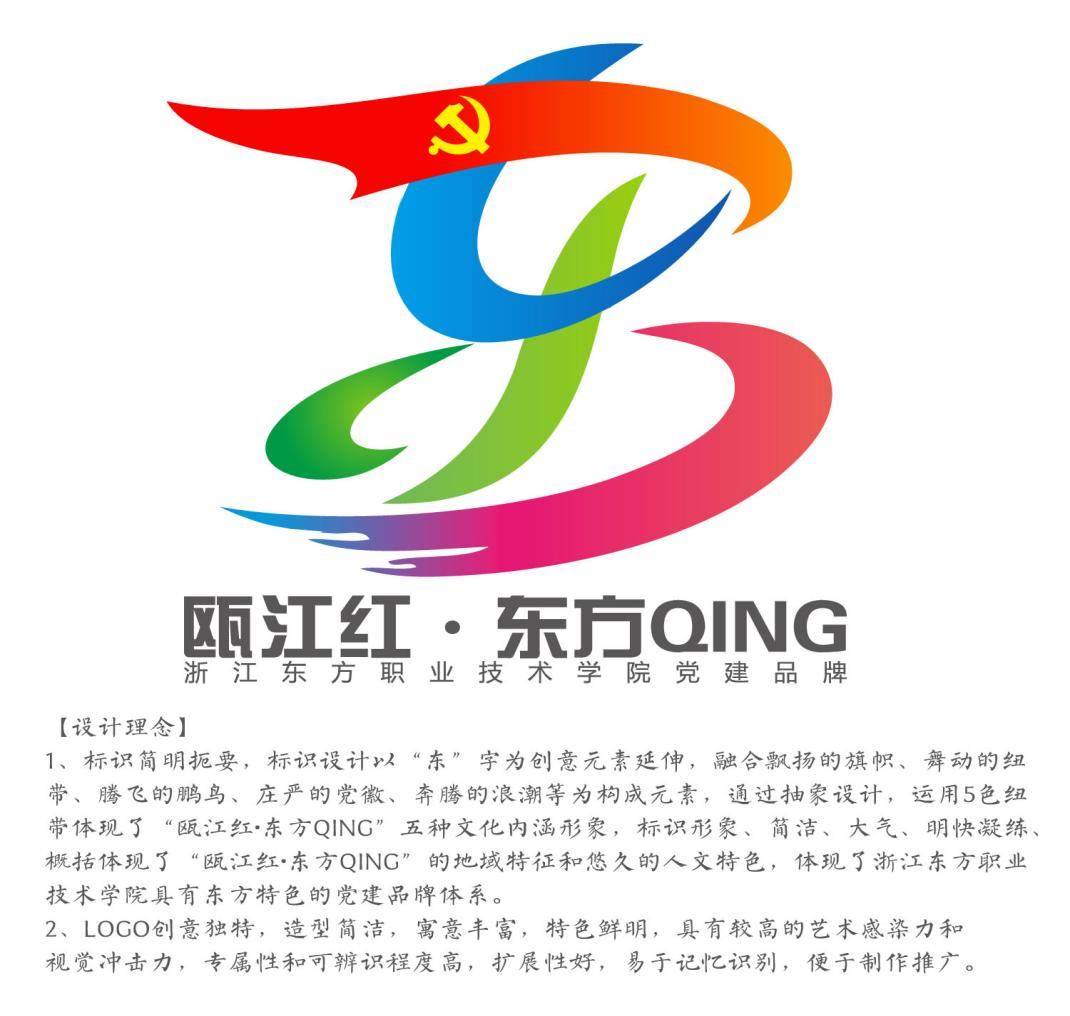 瓯江红·东方QING
浙江东方职业技术学院党建品牌
【设计理念】
1、标识简明扼要，标识设计以“东”字为创意元素延伸，融合飘扬的旗帜、舞动的纽
带、腾飞的鹏鸟、庄严的党徽、奔腾的浪潮等为构成元素，通过抽象设计，运用5色纽
带体现了“瓯江红·东方QING”五种文化内涵形象，标识形象、简洁、大气、明快凝练、
概括体现了“瓯江红·东方QING”的地域特征和悠久的人文特色，体现了浙江东方职业
技术学院具有东方特色的党建品牌体系。
2、LOGO创意独特，造型简洁，寓意丰富，特色鲜明，具有较高的艺术感染力和
视觉冲击力，专属性和可辨识程度高，扩展性好，易于记忆识别，便于制作推广。